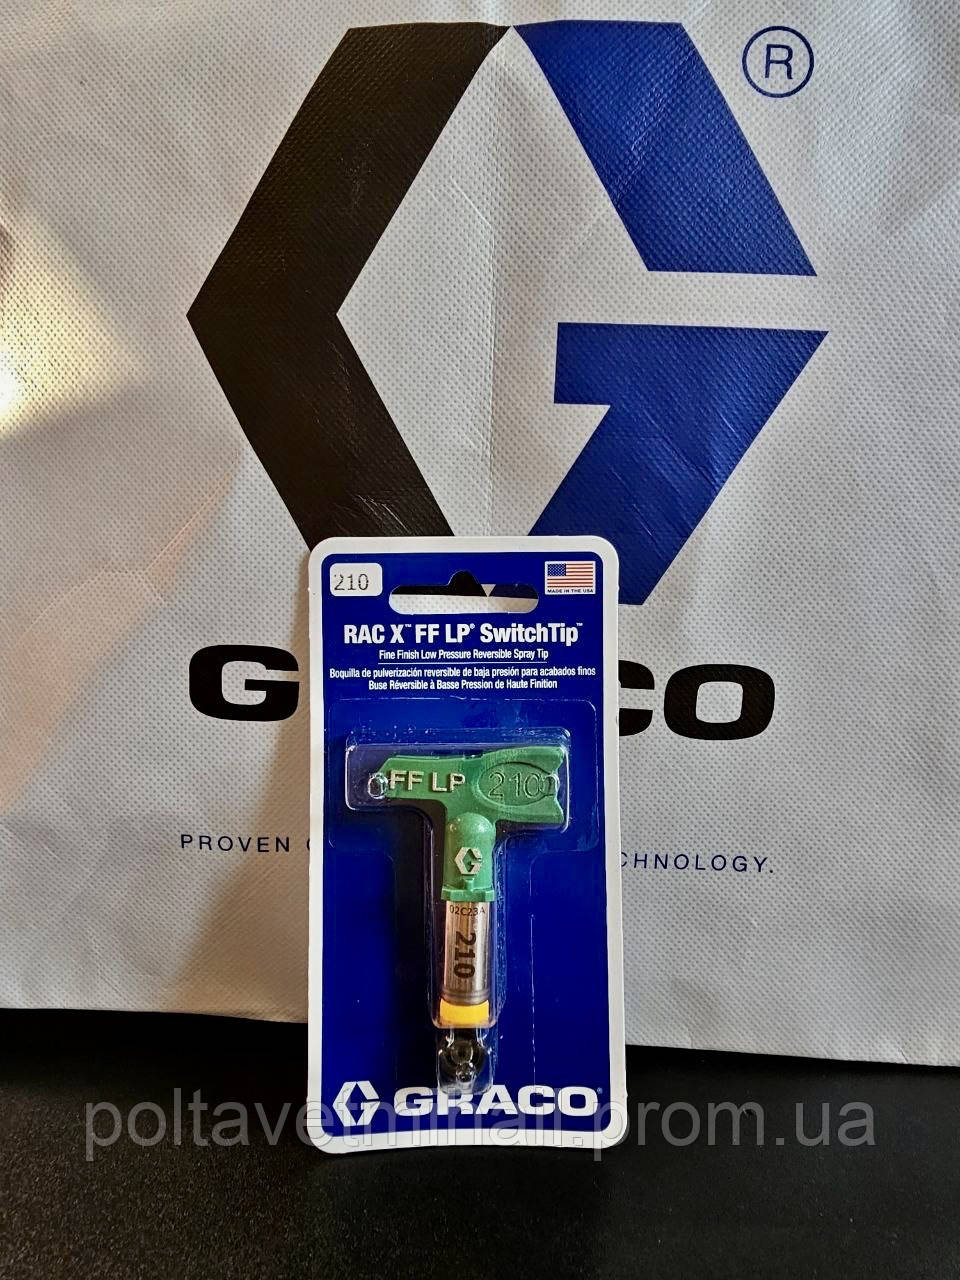 ®
G CO
PROVEN CHNOLOGY.
210
MADE IN THE USA
RAC X™ FF LP® SwitchTip™
Fine Finish Low Pressure Reversible Spray Tip
Boquilla de pulverización reversible de baja presión para acabados finos
Buse Réversible à Basse Pression de Haute Finition
FF LP 210
02C23A
210
GRACO®
poltavetmihail.prom.ua